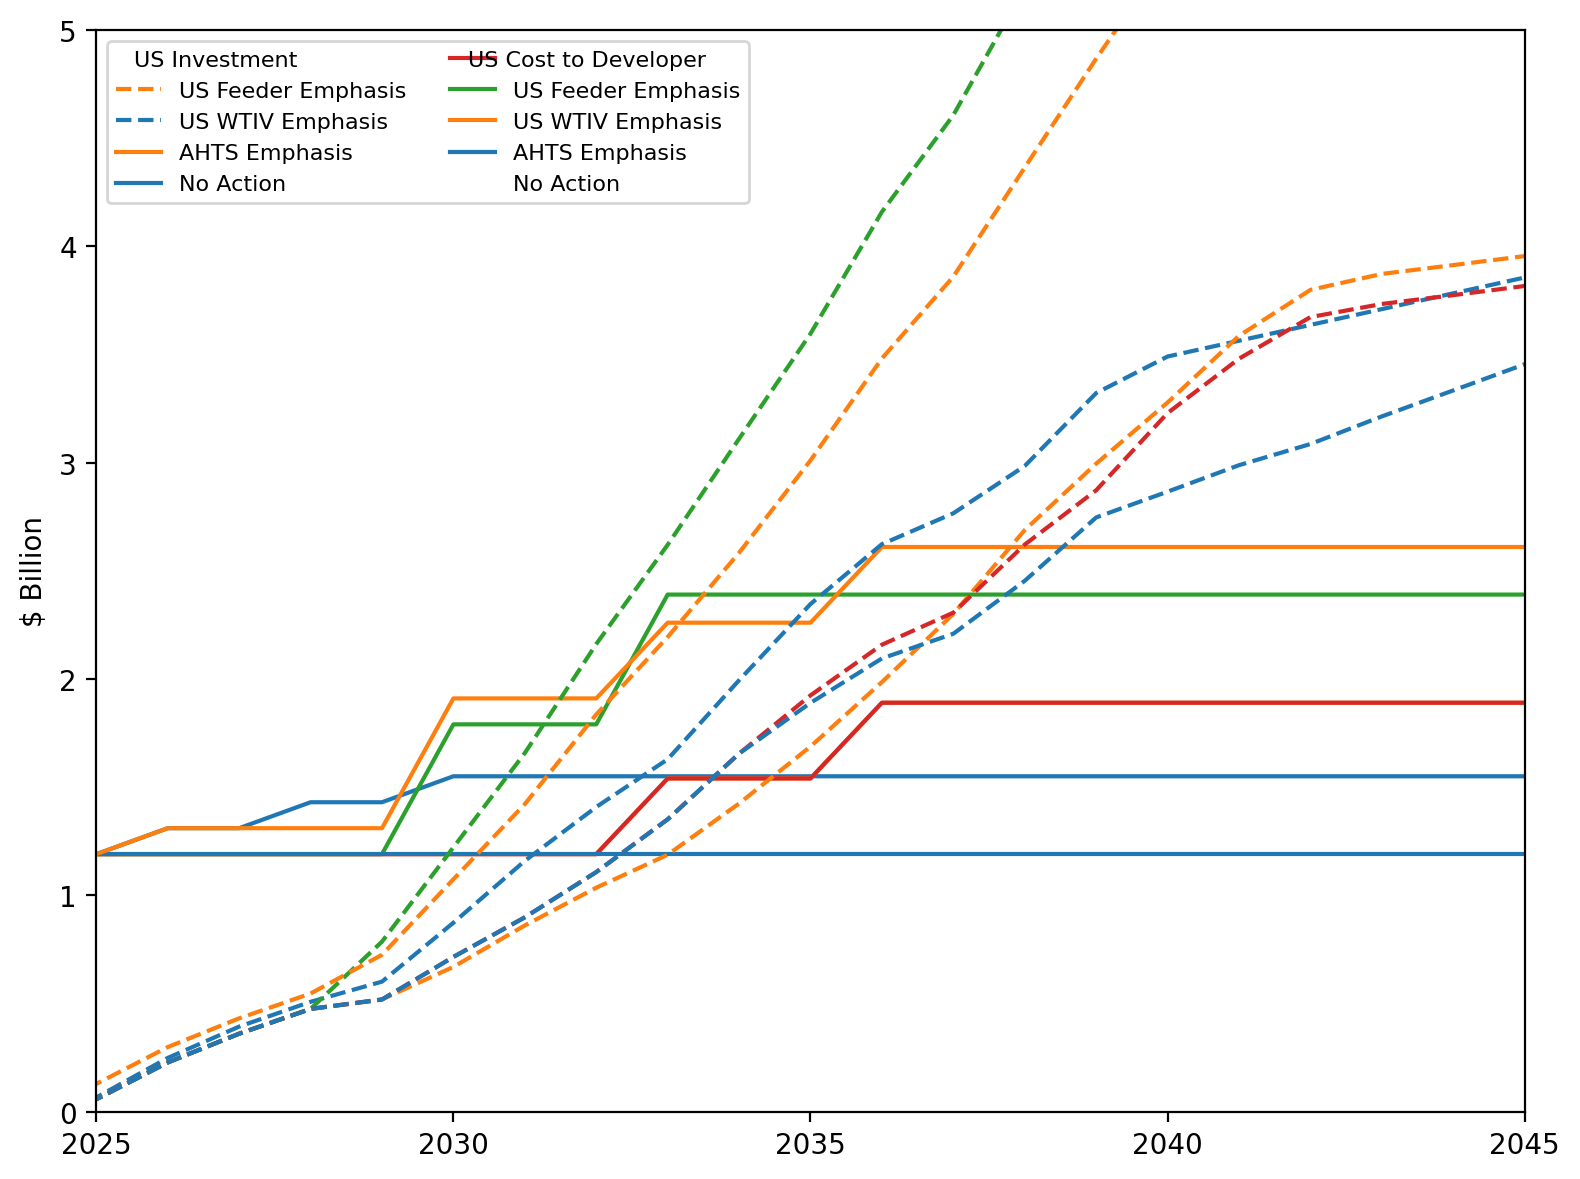 US Investment
US Feeder Emphasis
US WTIV Emphasis
AHTS Emphasis
No Action
US Cost to Developer
US Feeder Emphasis
US WTIV Emphasis
AHTS Emphasis
No Action
$ Billion
5
4
3
2
1
0
2025 2030 2035 2040 2045